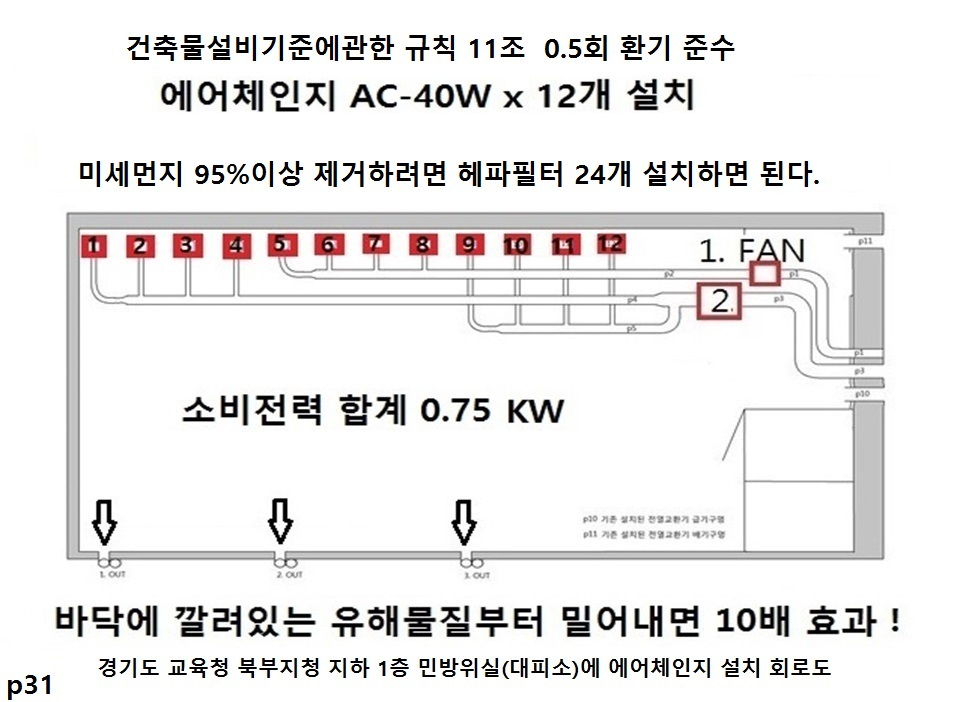 건축물설비기준에관한 규칙 11조 0.5회 환기 준수
에어체인지 AC-40W x 12개 설치
미세먼지 95%이상 제거하려면 헤파필터 24개 설치하면 된다.
1 2 3 4 5 6 7 8 9 10 11 12
1. FAN
p11
p2
p1
2.
p4
p3
p5
p1
p3
p10
소비전력 합계 0.75 KW
p10 기존 설치된 전열교환기 급기구멍
p11 기존 설치된 전열교환기 배기구멍
1. OUT
2. OUT
3. OUT
바닥에 깔려있는 유해물질부터 밀어내면 10배 효과 !
경기도 교육청 북부지청 지하 1층 민방위실(대피소)에 에어체인지 설치 회로도
p31